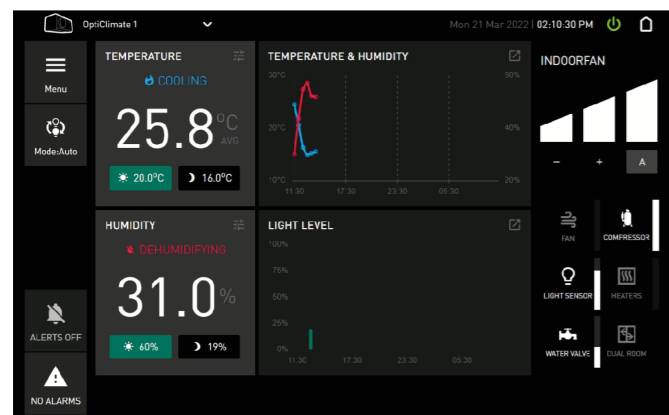 OptiClimate 1
Mon 21 Mar 2022 | 02:10:30 PM
Menu
Mode:Auto
ALERTS OFF
NO ALARMS
TEMPERATURE
COOLING
25.8°C
AVG
20.0°C
16.0°C
TEMPERATURE & HUMIDITY
30°C
20°C
10°C
50%
40%
20%
11:30 17:30 23:30 05:30
HUMIDITY
DEHUMIDIFYING
31.0%
60%
19%
LIGHT LEVEL
100%
75%
50%
25%
0%
11:30 17:30 23:30 05:30
INDOORFAN
- + A
FAN
COMFRESSOR
LIGHT SENSOR
HEATERS
WATER VALVE
DUAL ROOM